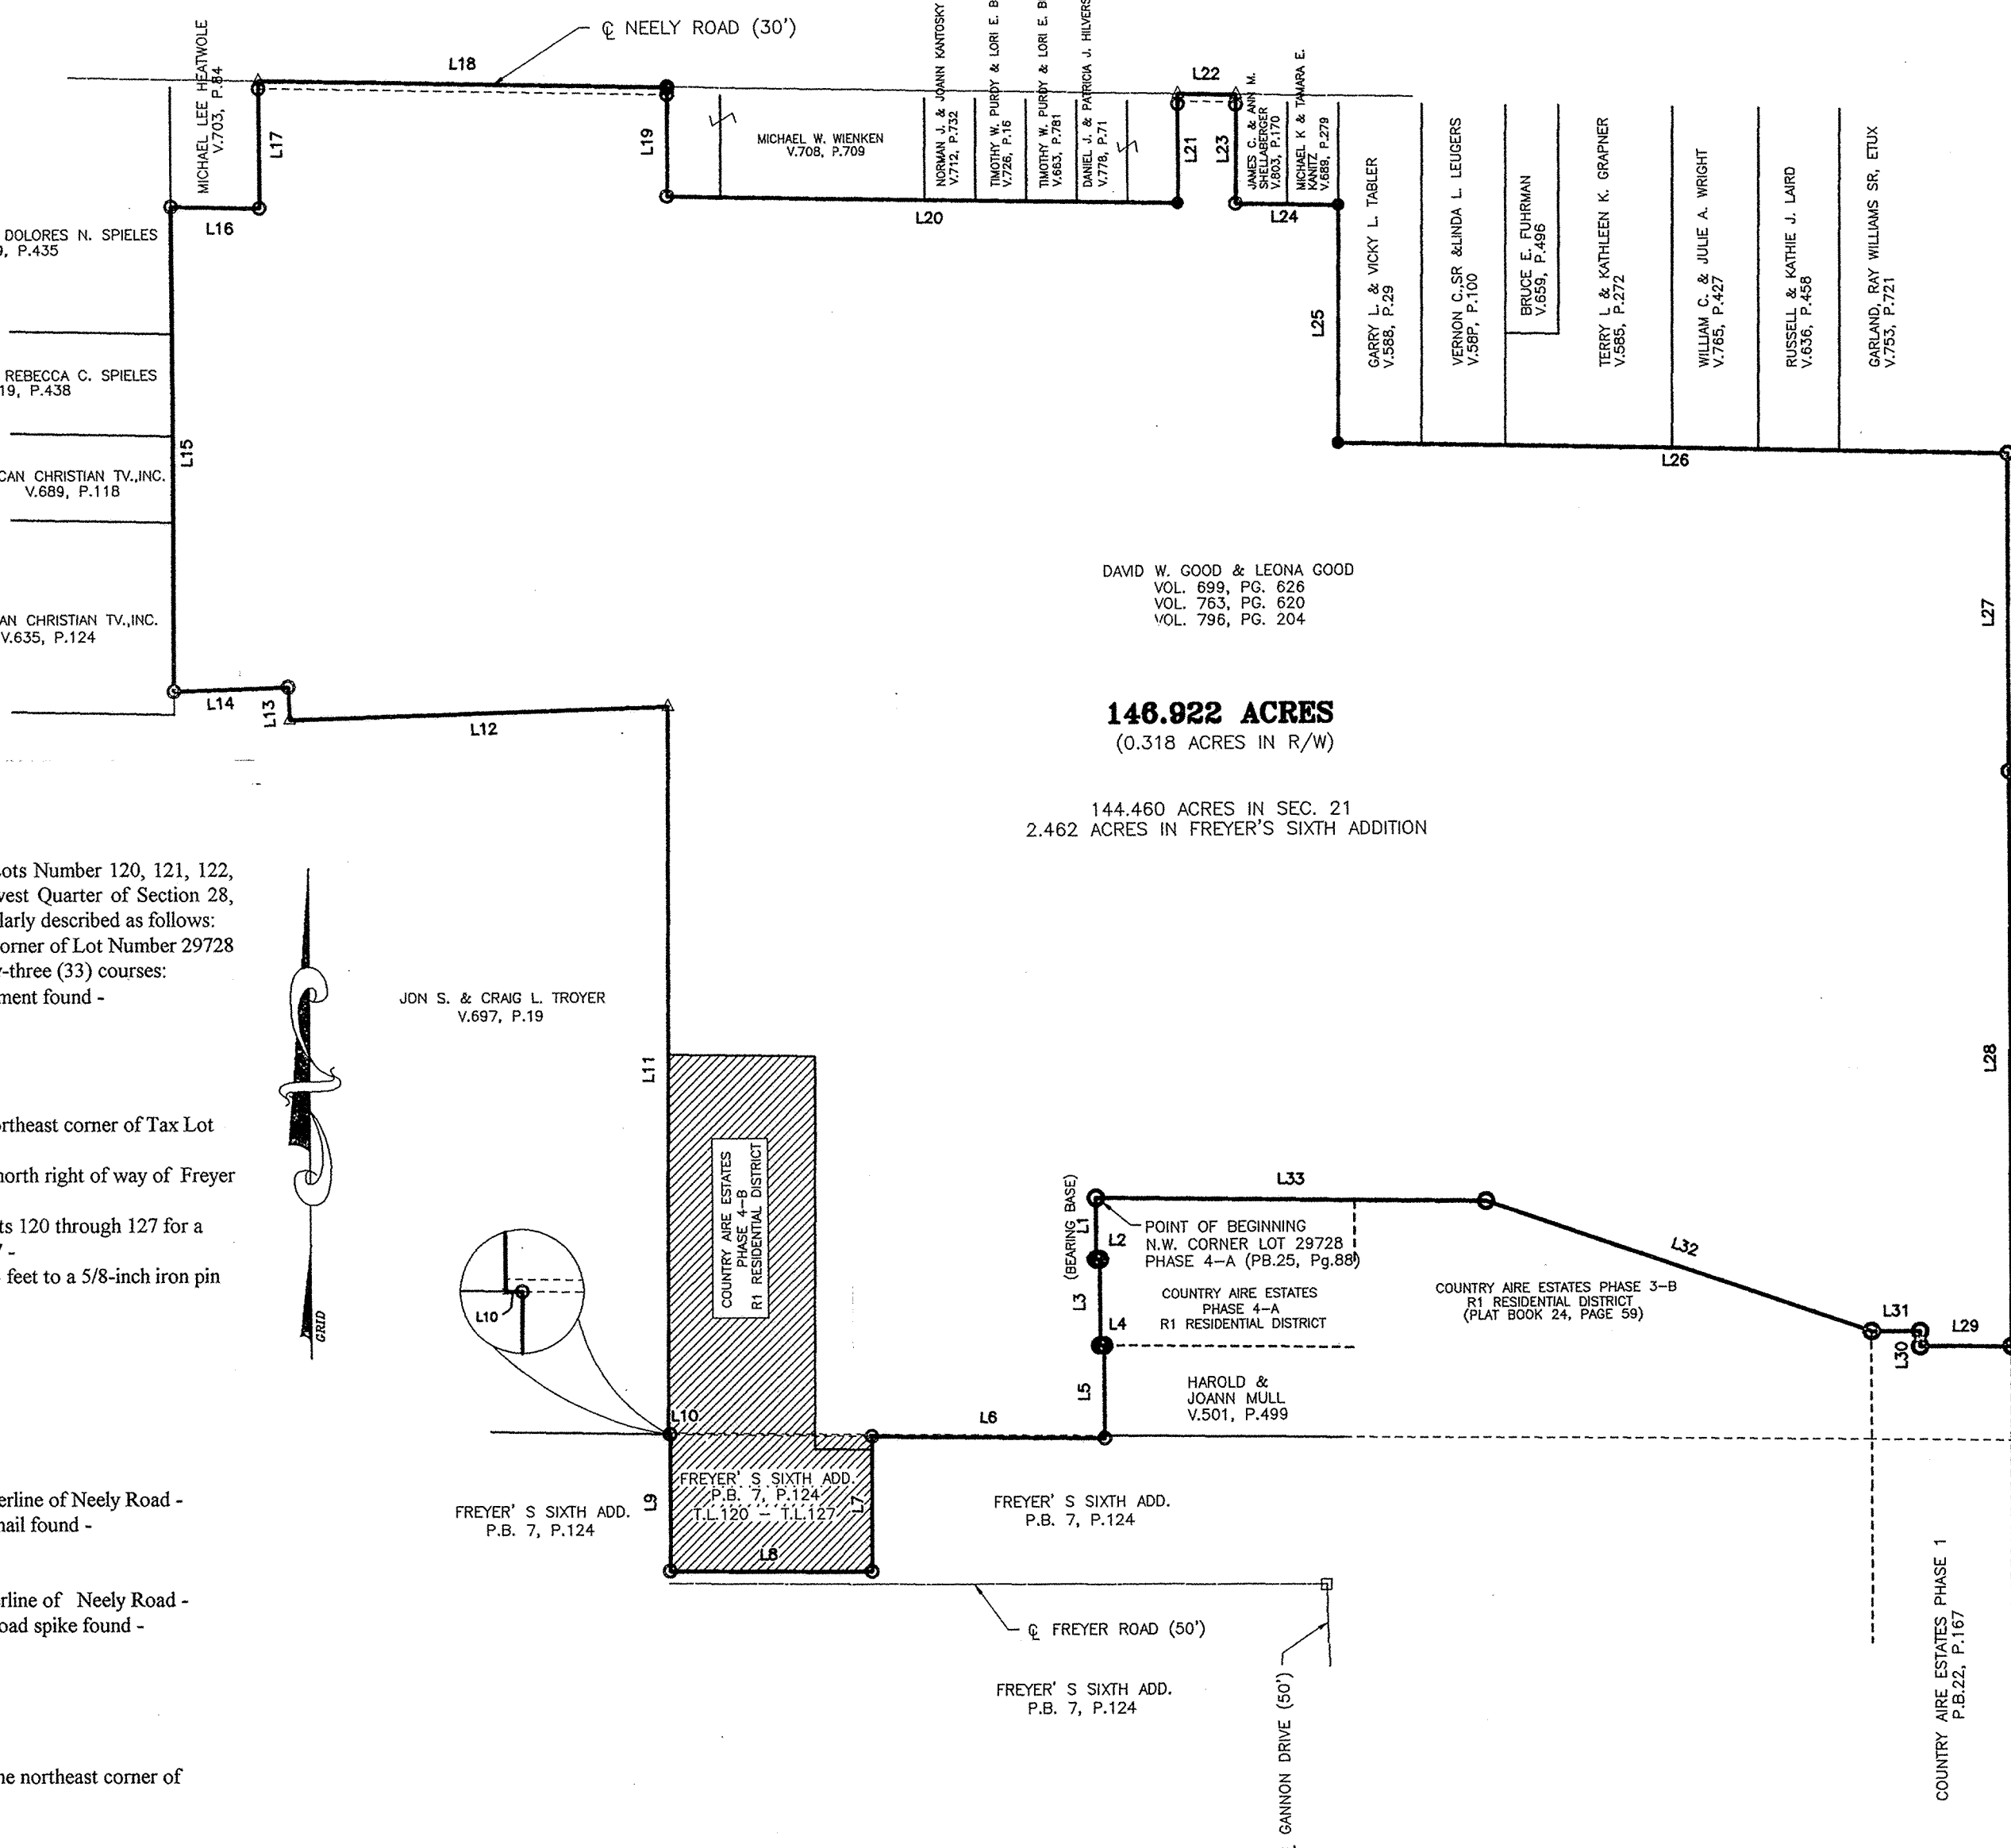 ℄ NEELY ROAD (30')
MICHAEL LEE HEATWOLE
V.703, P.84
L18
L17
L19
L16
MICHAEL W. WIENKEN
V.708, P.709
NORMAN J. & JOANN KANTOSKY
V.712, P.732
TIMOTHY W. PURDY & LORI E. B
V.726, P.16
TIMOTHY W. PURDY & LORI E. B
V.663, P.781
DANIEL J. & PATRICIA J. HILVERS
V.778, P.71
L20
L21
L22
L23
JAMES C. & ANN M.
SHELLABERGER
V.803, P.170
MICHAEL K & TAMARA E.
KANITZ
V.689, P.279
L24
L25
GARRY L. & VICKY L. TABLER
V.588, P.29
VERNON C.,SR &LINDA L. LEUGERS
V.58P, P.100
BRUCE E. FUHRMAN
V.659, P.496
TERRY L & KATHLEEN K. GRAPNER
V.585, P.272
WILLIAM C. & JULIE A. WRIGHT
V.765, P.427
RUSSELL & KATHIE J. LAIRD
V.636, P.458
GARLAND, RAY WILLIAMS SR, ETUX
V.753, P.721
L26
L27
L28
DOLORES N. SPIELES
9, P.435
REBECCA C. SPIELES
19, P.438
L15
CAN CHRISTIAN TV.,INC.
V.689, P.118
AN CHRISTIAN TV.,INC.
V.635, P.124
L14
L13
L12
DAVID W. GOOD & LEONA GOOD
VOL. 699, PG. 626
VOL. 763, PG. 620
VOL. 796, PG. 204
146.922 ACRES
(0.318 ACRES IN R/W)
144.460 ACRES IN SEC. 21
2.462 ACRES IN FREYER'S SIXTH ADDITION
ots Number 120, 121, 122,
vest Quarter of Section 28,
larly described as follows:
orner of Lot Number 29728
y-three (33) courses:
ment found -
rtheast corner of Tax Lot
north right of way of Freyer
ts 120 through 127 for a
7 -
feet to a 5/8-inch iron pin
erline of Neely Road -
nail found -
erline of Neely Road -
oad spike found -
he northeast corner of
GRID
JON S. & CRAIG L. TROYER
V.697, P.19
L11
COUNTRY AIRE ESTATES
PHASE 4-B
R1 RESIDENTIAL DISTRICT
L10
L10
(BEARING BASE)
L1
L2
L3
L4
L5
L6
L33
POINT OF BEGINNING
N.W. CORNER LOT 29728
PHASE 4-A (PB.25, Pg.88)
COUNTRY AIRE ESTATES
PHASE 4-A
R1 RESIDENTIAL DISTRICT
HAROLD &
JOANN MULL
V.501, P.499
L32
COUNTRY AIRE ESTATES PHASE 3-B
R1 RESIDENTIAL DISTRICT
(PLAT BOOK 24, PAGE 59)
L31
L30
L29
FREYER' S SIXTH ADD.
P.B. 7, P.124
L9
FREYER' S SIXTH ADD.
P.B. 7, P.124
T.L.120 - T.L.127
L7
L8
FREYER' S SIXTH ADD.
P.B. 7, P.124
℄ FREYER ROAD (50')
FREYER' S SIXTH ADD.
P.B. 7, P.124
GANNON DRIVE (50')
COUNTRY AIRE ESTATES PHASE 1
P.B.22, P.167